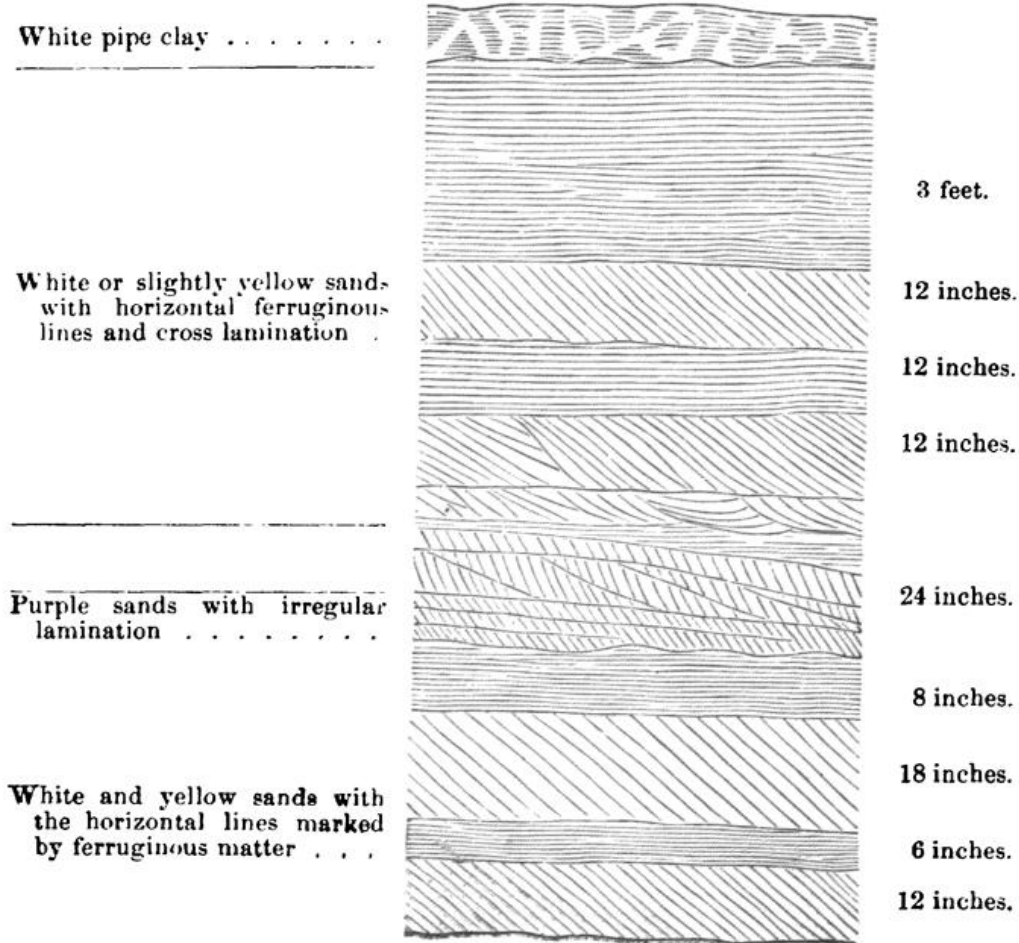 White pipe clay . . . . . . .
3 feet.
White or slightly yellow sands
with horizontal ferruginous
lines and cross lamination .
12 inches.
12 inches.
12 inches.
Purple sands with irregular
lamination . . . . . . . .
24 inches.
8 inches.
18 inches.
White and yellow sands with
the horizontal lines marked
by ferruginous matter . . .
6 inches.
12 inches.